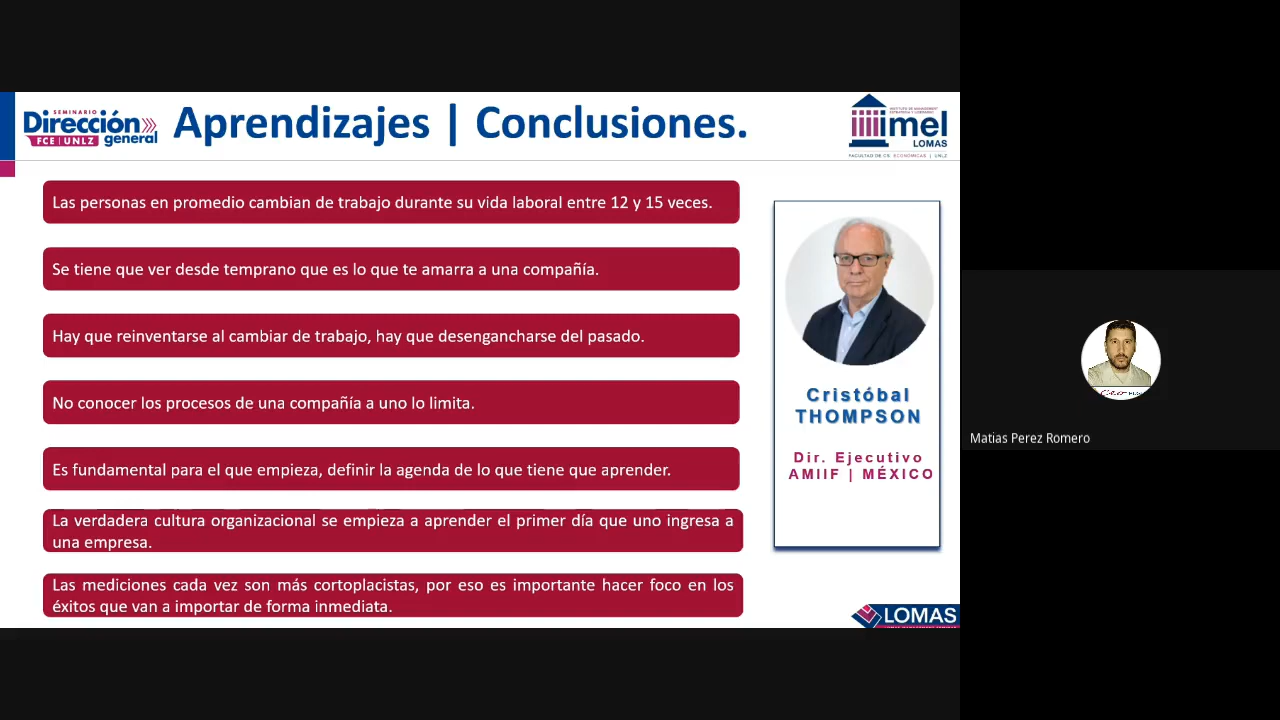 SEMINARIO
Dirección
general
FCE | UNLZ
Aprendizajes | Conclusiones.
imel
LOMAS
FACULTAD DE CS. ECONÓMICAS | UNLZ
Las personas en promedio cambian de trabajo durante su vida laboral entre 12 y 15 veces.
Se tiene que ver desde temprano que es lo que te amarra a una compañía.
Hay que reinventarse al cambiar de trabajo, hay que desengancharse del pasado.
No conocer los procesos de una compañía a uno lo limita.
Es fundamental para el que empieza, definir la agenda de lo que tiene que aprender.
La verdadera cultura organizacional se empieza a aprender el primer día que uno ingresa a
una empresa.
Las mediciones cada vez son más cortoplacistas, por eso es importante hacer foco en los
éxitos que van a importar de forma inmediata.
Cristóbal
THOMPSON
Dir. Ejecutivo
AMIIF | MÉXICO
LOMAS
Matias Perez Romero